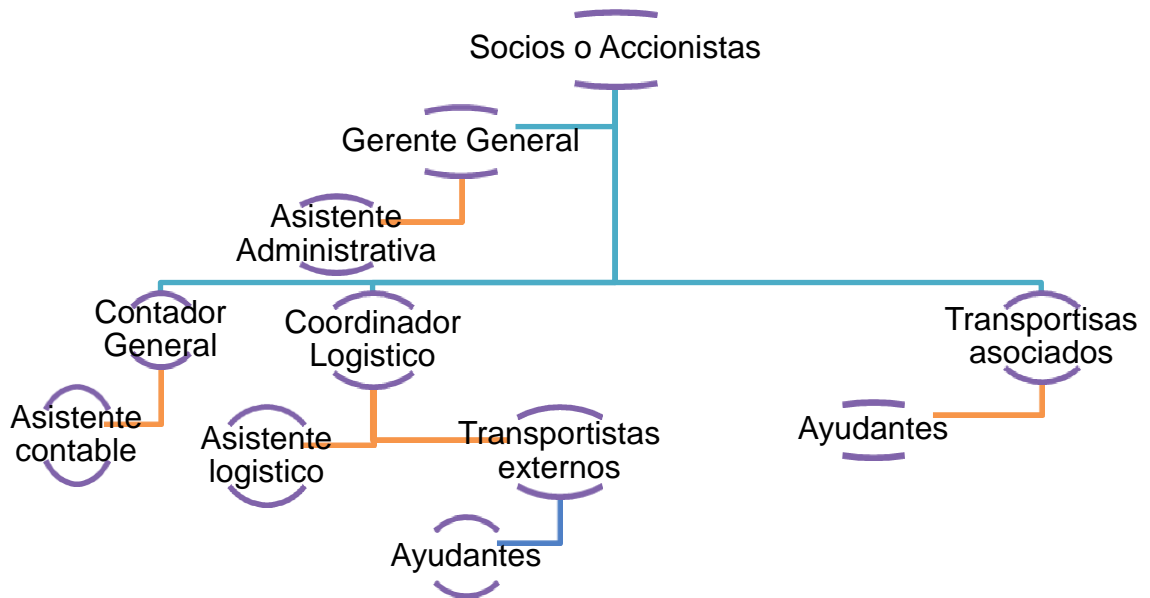 Socios o Accionistas
Gerente General
Asistente
Administrativa
Contador
General
Coordinador
Logistico
Transportisas
asociados
Asistente
contable
Asistente
logistico
Transportistas
externos
Ayudantes
Ayudantes